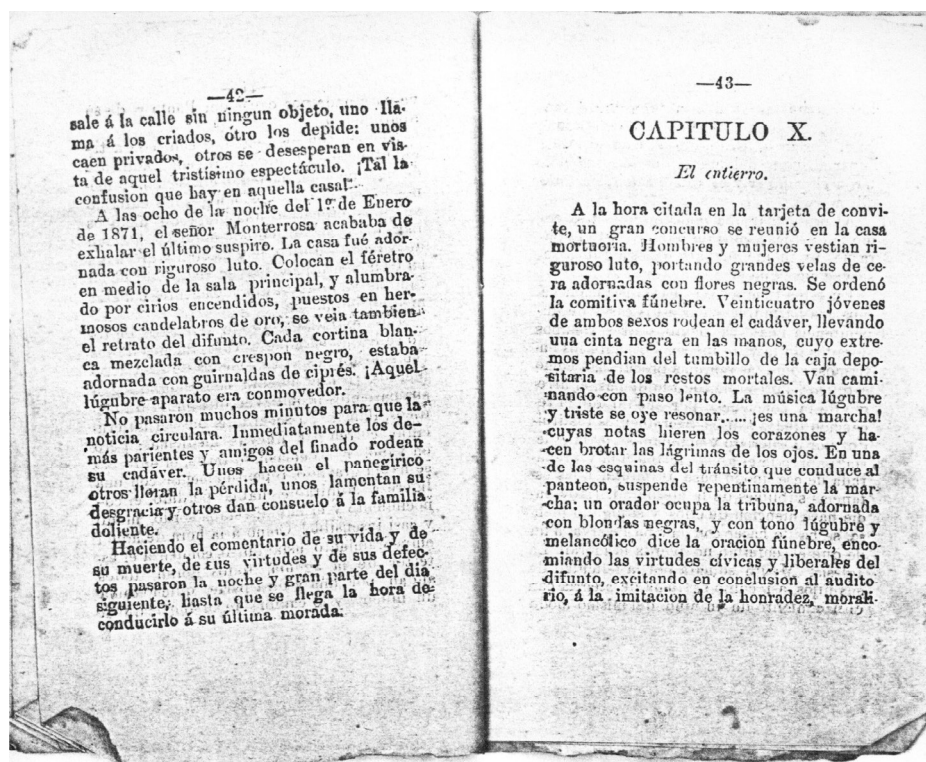 —42—
sale á la calle sin ningun objeto, uno lla-
ma á los criados, otro los depide: unos
caen privados, otros se desesperan en vis-
ta de aquel tristísimo espectáculo. ¡Tal la
confusion que hay en aquella casa!
A las ocho de la noche del 1º de Enero
de 1871, el señor Monterrosa acababa de
exhalar el último suspiro. La casa fué ador-
nada con riguroso luto. Colocan el féretro
en medio de la sala principal, y alumbra-
do por cirios encendidos, puestos en her-
mosos candelabros de oro, se veia tambien
el retrato del difunto. Cada cortina blan-
ca mezclada con crespon negro, estaba
adornada con guirnaldas de ciprés. ¡Aquel
lúgubre aparato era conmovedor.
No pasaron muchos minutos para que la
noticia circulara. Inmediatamente los de-
más parientes y amigos del finado rodean
su cadáver. Unos hacen el panegirico
otros lloran la pérdida, unos lamentan su
desgracia y otros dan consuelo á la familia
doliente.
Haciendo el comentario de su vida y de
su muerte, de sus virtudes y de sus defec-
tos pasaron la noche y gran parte del dia
siguiente, hasta que se llega la hora de
conducirlo á su última morada.
—43—
CAPITULO X.
El entierro.
A la hora citada en la tarjeta de convi-
te, un gran concurso se reunió en la casa
mortuoria. Hombres y mujeres vestian ri-
guroso luto, portando grandes velas de ce-
ra adornadas con flores negras. Se ordenó
la comitiva fúnebre. Veinticuatro jóvenes
de ambos sexos rodean el cadáver, llevando
una cinta negra en las manos, cuyo extre-
mos pendian del tumbillo de la caja depo-
sitaria de los restos mortales. Van cami-
nando con paso lento. La música lúgubre
y triste se oye resonar..... ¡es una marcha!
cuyas notas hieren los corazones y ha-
cen brotar las lágrimas de los ojos. En una
de las esquinas del tránsito que conduce al
panteon, suspende repentinamente la mar-
cha: un orador ocupa la tribuna, adornada
con blondas negras, y con tono lúgubre y
melancólico dice la oracion fúnebre, enco-
miando las virtudes cívicas y liberales del
difunto, excitando en conclusion al audito
rio, á la imitacion de la honradez, morali-